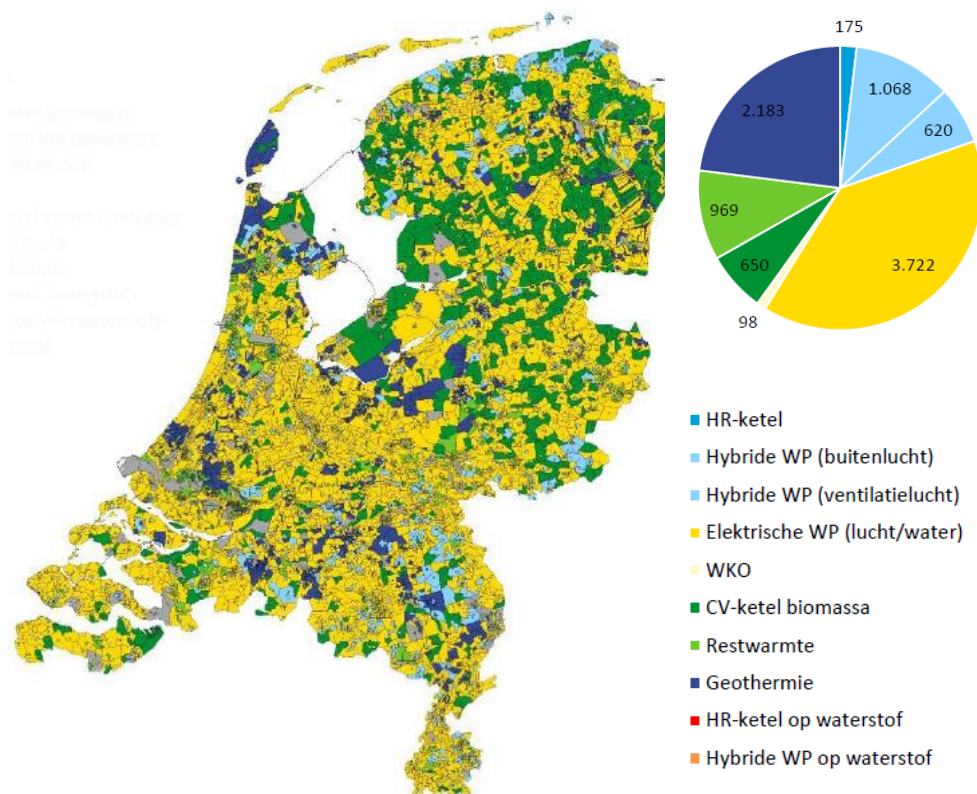 175
1.068
2.183
620
969
650
3.722
98
HR-ketel
Hybride WP (buitenlucht)
Hybride WP (ventilatielucht)
Elektrische WP (lucht/water)
WKO
CV-ketel biomassa
Restwarmte
Geothermie
HR-ketel op waterstof
Hybride WP op waterstof